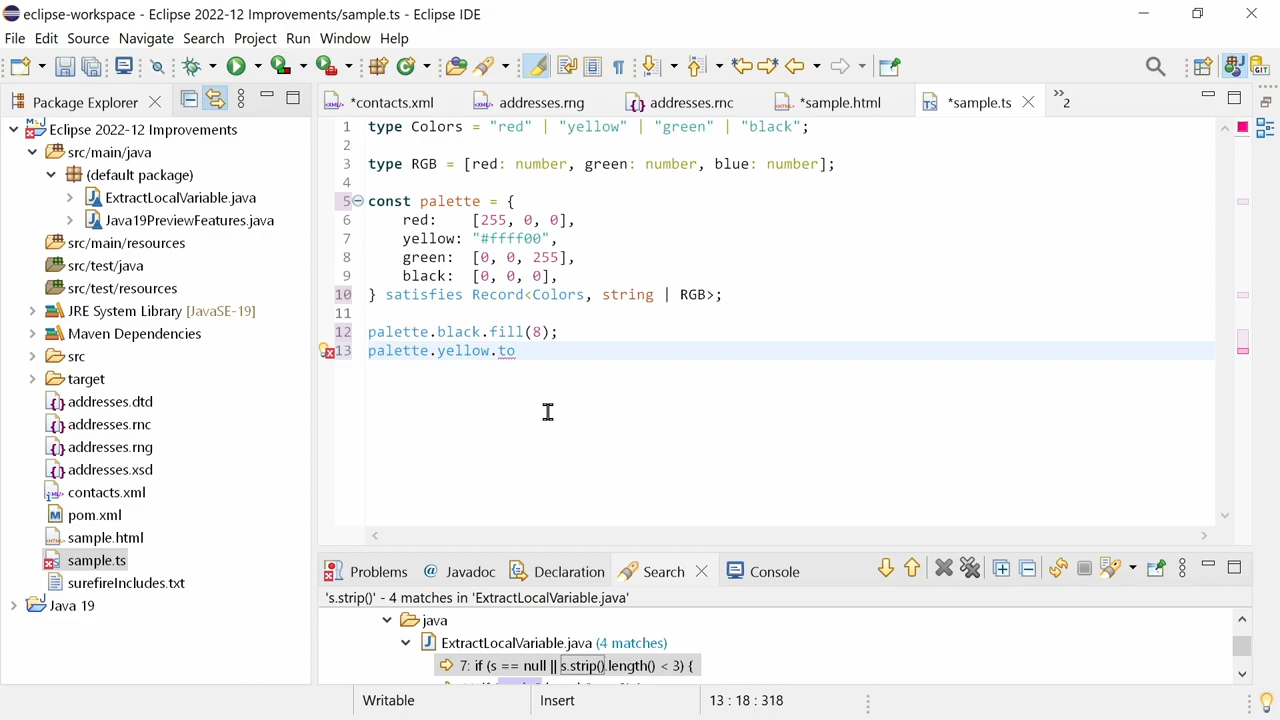 eclipse-workspace - Eclipse 2022-12 Improvements/sample.ts - Eclipse IDE
File Edit Source Navigate Search Project Run Window Help
Package Explorer
*contacts.xml addresses.rng addresses.rnc *sample.html *sample.ts 2
Eclipse 2022-12 Improvements
src/main/java
(default package)
ExtractLocalVariable.java
Java19PreviewFeatures.java
src/main/resources
src/test/java
src/test/resources
JRE System Library [JavaSE-19]
Maven Dependencies
src
target
addresses.dtd
addresses.rnc
addresses.rng
addresses.xsd
contacts.xml
pom.xml
sample.html
sample.ts
surefireIncludes.txt
Java 19
1 type Colors = "red" | "yellow" | "green" | "black";
2
3 type RGB = [red: number, green: number, blue: number];
4
5 const palette = {
6 red: [255, 0, 0],
7 yellow: "#ffff00",
8 green: [0, 0, 255],
9 black: [0, 0, 0],
10 } satisfies Record<Colors, string | RGB>;
11
12 palette.black.fill(8);
13 palette.yellow.to
Problems @ Javadoc Declaration Search Console
's.strip()' - 4 matches in 'ExtractLocalVariable.java'
java
ExtractLocalVariable.java (4 matches)
7: if (s == null || s.strip().length() < 3) {
Writable Insert 13 : 18 : 318